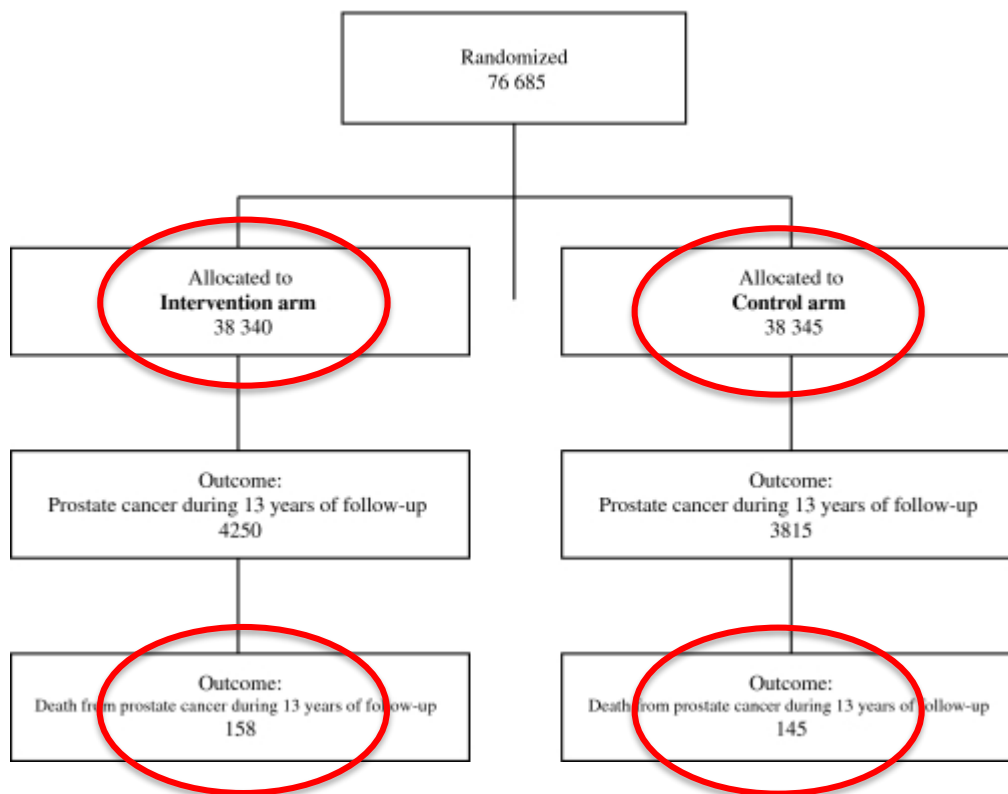 Randomized
76 685
Allocated to
Intervention arm
38 340
Allocated to
Control arm
38 345
Outcome:
Prostate cancer during 13 years of follow-up
4250
Outcome:
Prostate cancer during 13 years of follow-up
3815
Outcome:
Death from prostate cancer during 13 years of follow-up
158
Outcome:
Death from prostate cancer during 13 years of follow-up
145